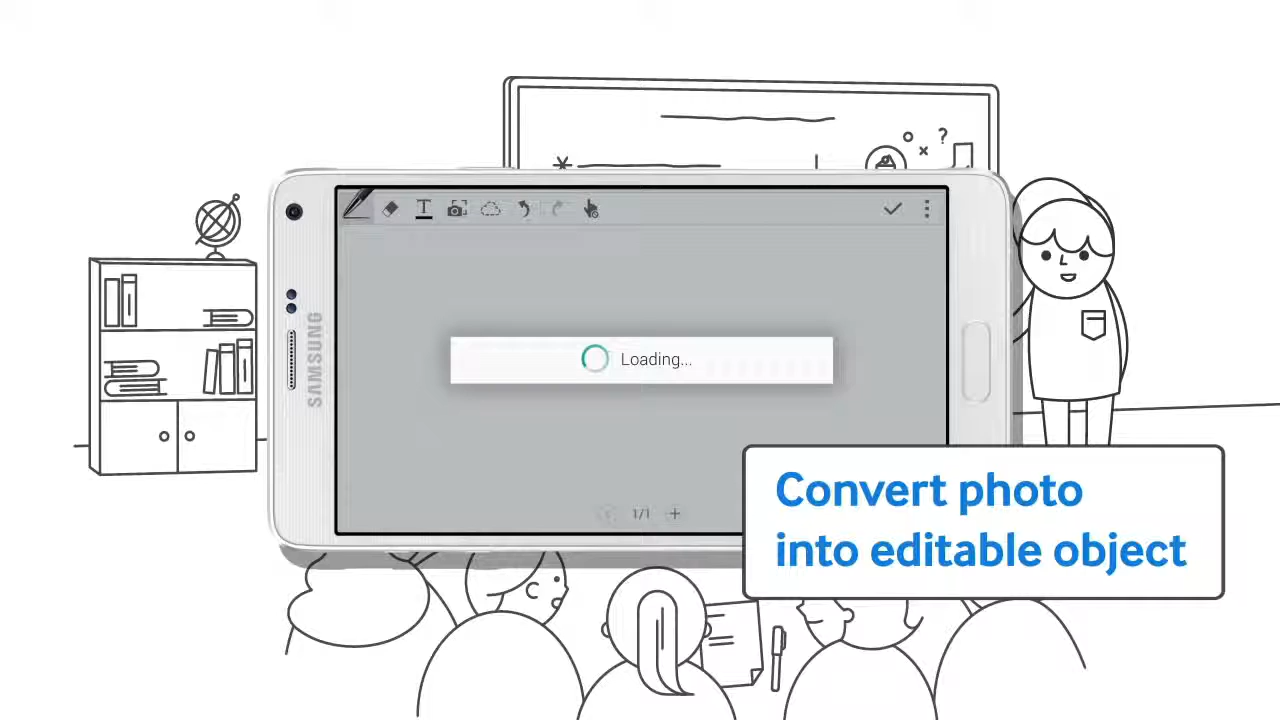 ?
T
SAMSUNG
Loading...
1/1
Convert photo
into editable object